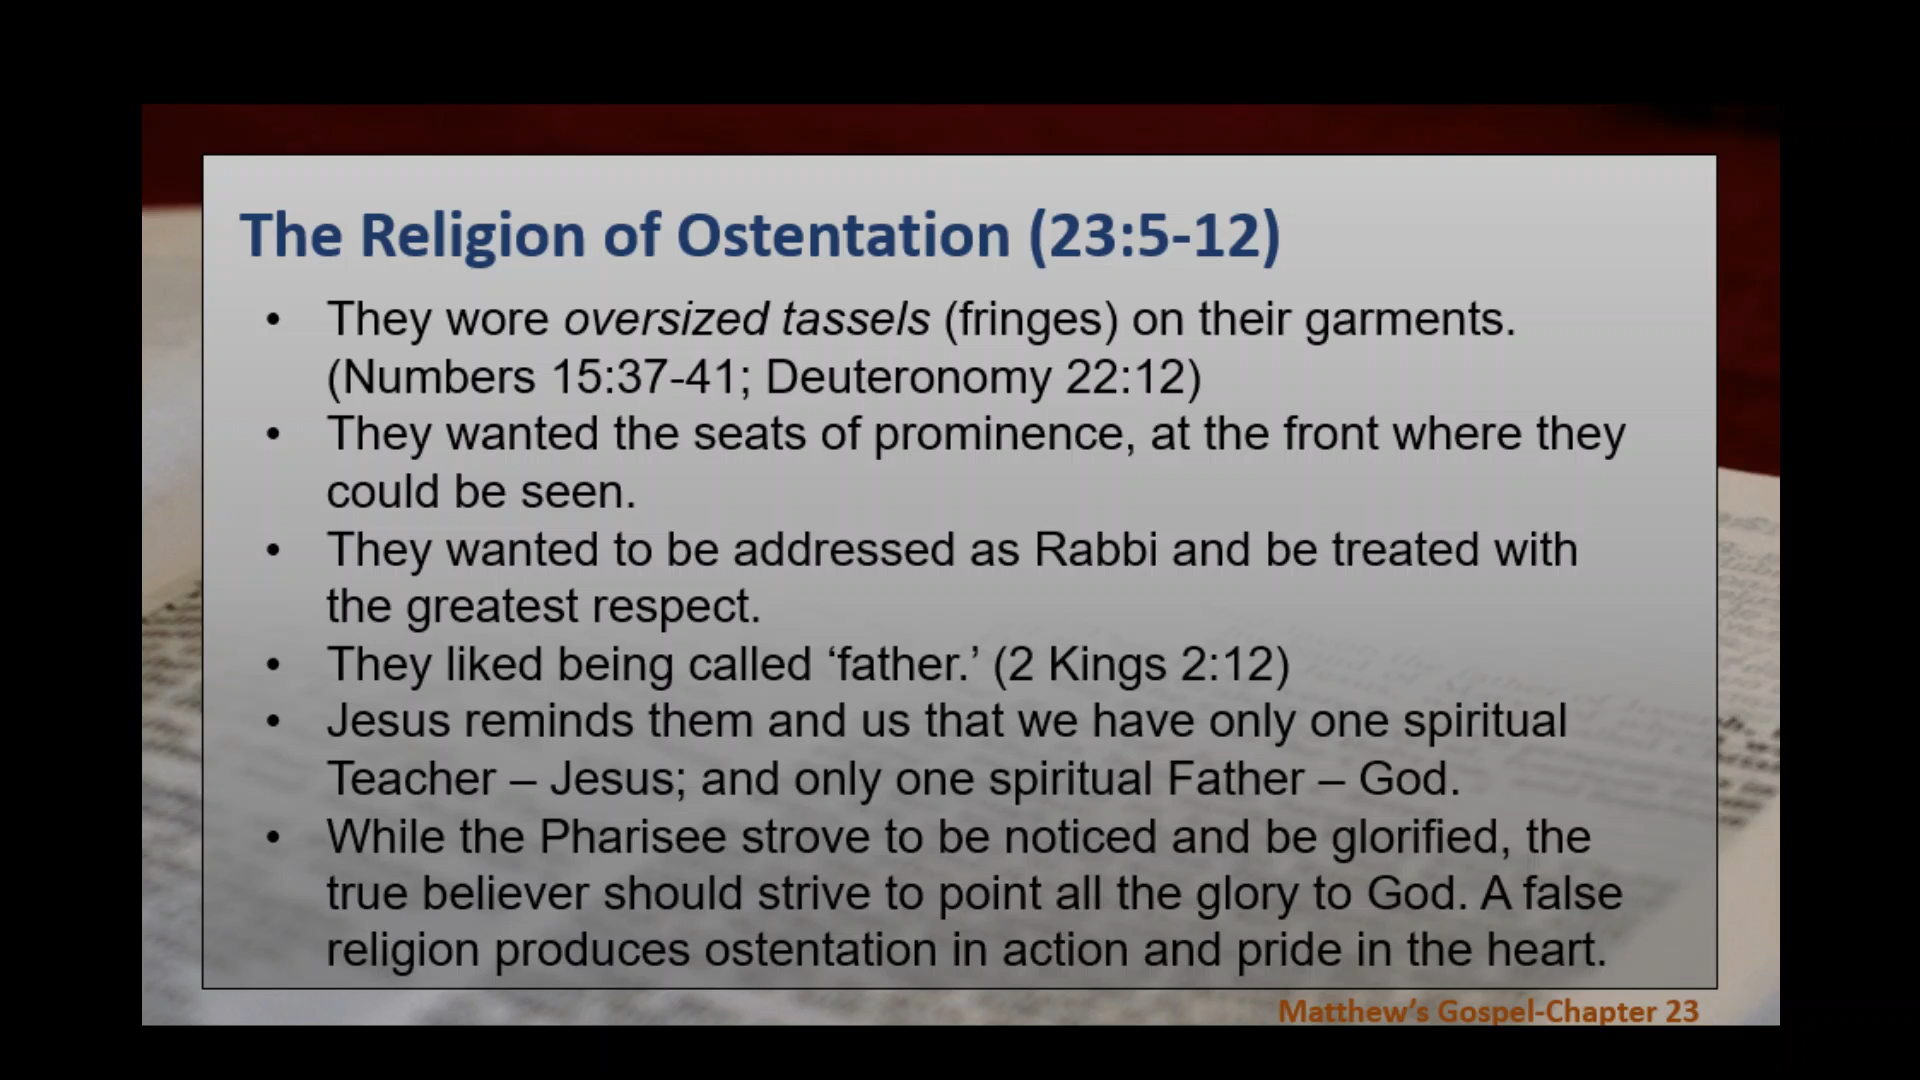 The Religion of Ostentation (23:5-12)
• They wore oversized tassels (fringes) on their garments.
(Numbers 15:37-41; Deuteronomy 22:12)
• They wanted the seats of prominence, at the front where they
could be seen.
• They wanted to be addressed as Rabbi and be treated with
the greatest respect.
• They liked being called ‘father.’ (2 Kings 2:12)
• Jesus reminds them and us that we have only one spiritual
Teacher – Jesus; and only one spiritual Father – God.
• While the Pharisee strove to be noticed and be glorified, the
true believer should strive to point all the glory to God. A false
religion produces ostentation in action and pride in the heart.
Matthew’s Gospel-Chapter 23